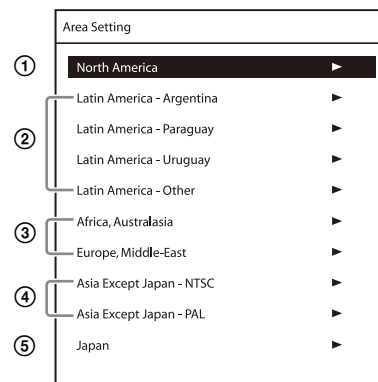 Area Setting
① North America
② Latin America - Argentina
Latin America - Paraguay
Latin America - Uruguay
Latin America - Other
③ Africa, Australasia
Europe, Middle-East
④ Asia Except Japan - NTSC
Asia Except Japan - PAL
⑤ Japan